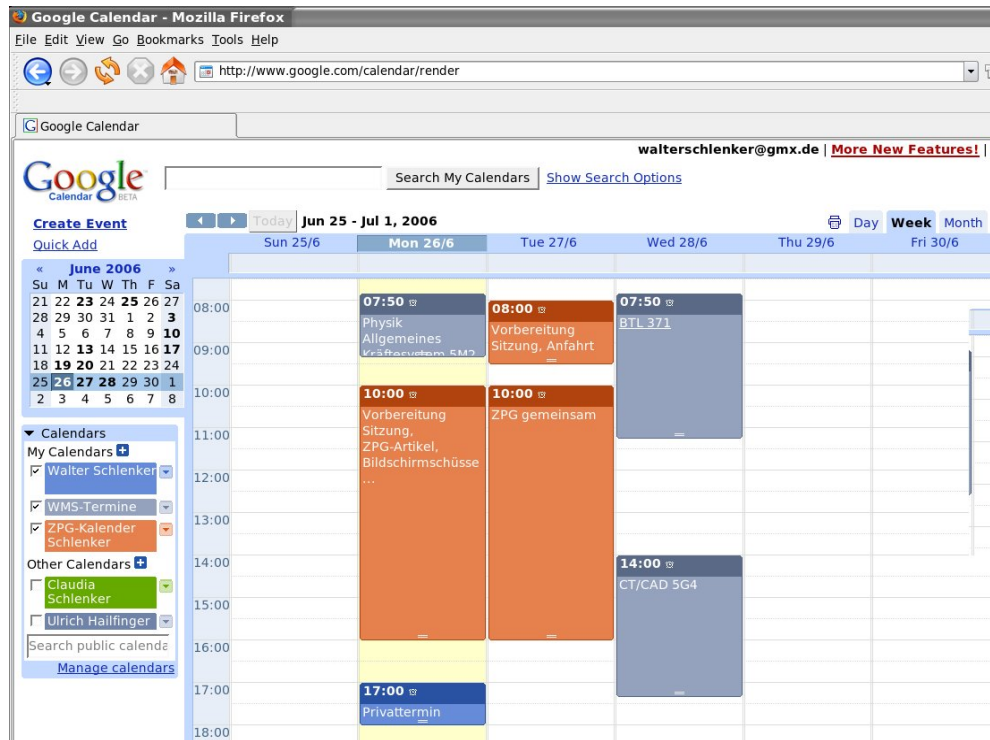 Google Calendar - Mozilla Firefox
File Edit View Go Bookmarks Tools Help
http://www.google.com/calendar/render
G Google Calendar
walterschlenker@gmx.de | More New Features! |
Google
Calendar BETA
Search My Calendars Show Search Options
Create Event
Quick Add
Today Jun 25 - Jul 1, 2006
Day Week Month
Sun 25/6 Mon 26/6 Tue 27/6 Wed 28/6 Thu 29/6 Fri 30/6
« June 2006 »
Su M Tu W Th F Sa
21 22 23 24 25 26 27
28 29 30 31 1 2 3
4 5 6 7 8 9 10
11 12 13 14 15 16 17
18 19 20 21 22 23 24
25 26 27 28 29 30 1
2 3 4 5 6 7 8
Calendars
My Calendars
Walter Schlenker
WMS-Termine
ZPG-Kalender
Schlenker
Other Calendars
Claudia
Schlenker
Ulrich Hailfinger
Search public calenda
Manage calendars
08:00
09:00
10:00
11:00
12:00
13:00
14:00
15:00
16:00
17:00
18:00
07:50
Physik
Allgemeines
Kräftesystem 5M2
10:00
Vorbereitung
Sitzung,
ZPG-Artikel,
Bildschirmschüsse
...
17:00
Privattermin
08:00
Vorbereitung
Sitzung, Anfahrt
10:00
ZPG gemeinsam
07:50
BTL 371
14:00
CT/CAD 5G4